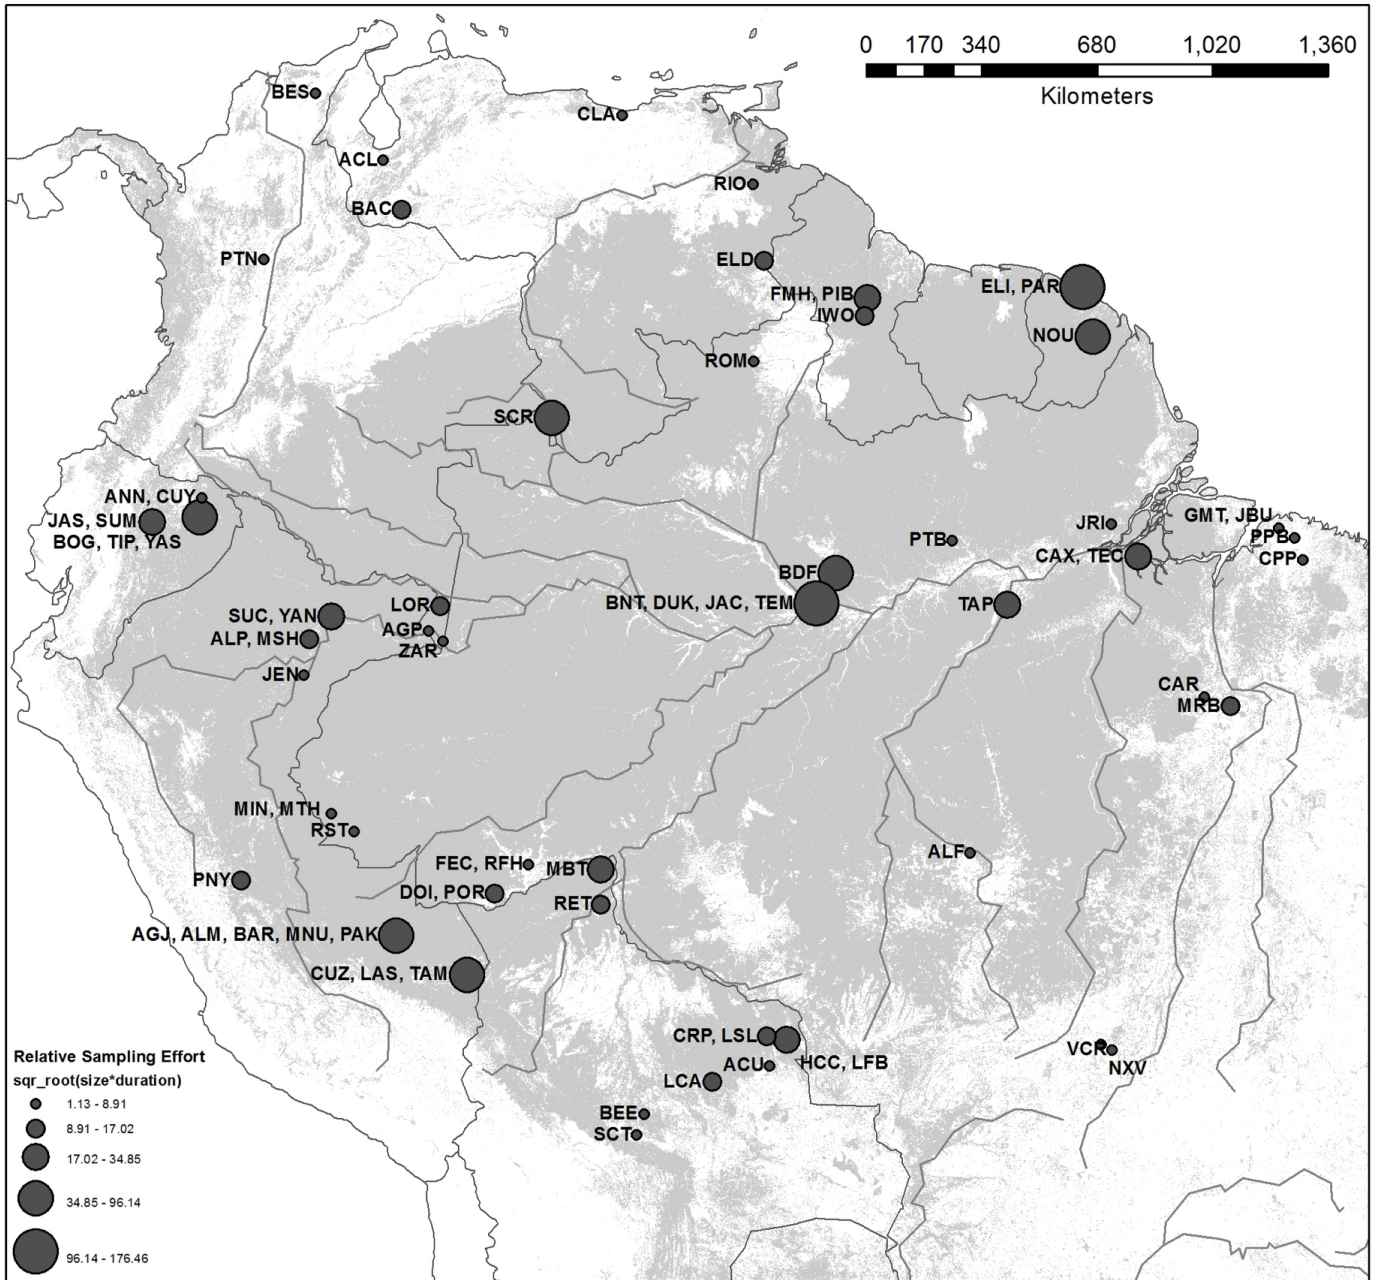 0 170 340 680 1,020 1,360
Kilometers
BES
CLA
ACL
RIO
BAC
PTN
ELD
ELI, PAR
FMH, PIB
IWO
NOU
ROM
SCR
ANN, CUY
JAS, SUM
BOG, TIP, YAS
GMT, JBU
JRI
PPB
PTB
CAX, TEC
CPP
BDF
BNT, DUK, JAC, TEM
TAP
LOR
SUC, YAN
AGP
ALP, MSH
ZAR
JEN
CAR
MRB
MIN, MTH
RST
ALF
FEC, RFH
MBT
PNY
DOI, POR
RET
AGJ, ALM, BAR, MNU, PAK
CUZ, LAS, TAM
CRP, LSL
HCC, LFB
VCR
NXV
ACU
LCA
BEE
SCT
Relative Sampling Effort
sqr_root(size*duration)
1.13 - 8.91
8.91 - 17.02
17.02 - 34.85
34.85 - 96.14
96.14 - 176.46